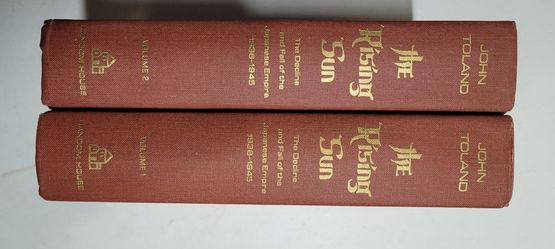 JOHN
TOLAND
THE
Rising
Sun
The Decline
and Fall of the
Japanese Empire
1936-1945
VOLUME 2
RANDOM HOUSE
JOHN
TOLAND
THE
Rising
Sun
The Decline
and Fall of the
Japanese Empire
1936-1945
VOLUME 1
RANDOM HOUSE